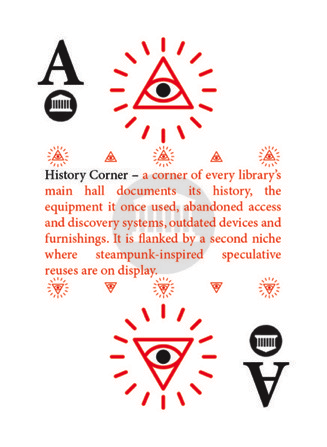 A
History Corner – a corner of every library's
main hall documents its history, the
equipment it once used, abandoned access
and discovery systems, outdated devices and
furnishings. It is flanked by a second niche
where steampunk-inspired speculative
reuses are on display.
A